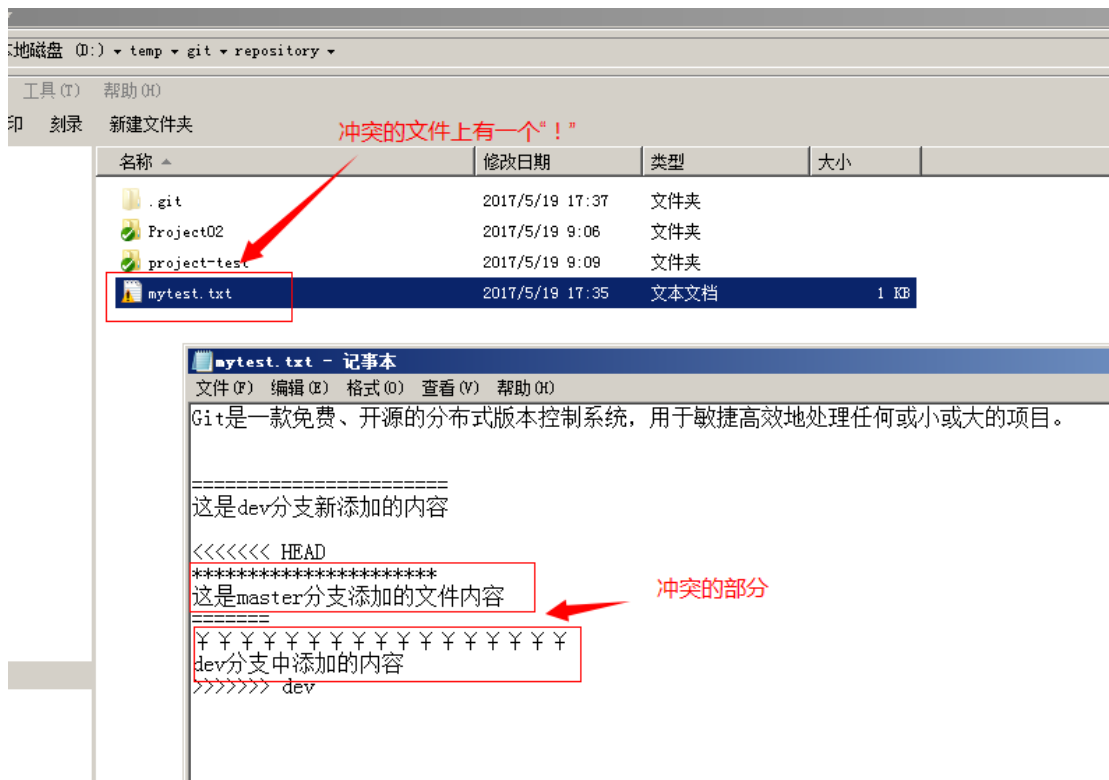 本地磁盘 (D:) ▾ temp ▾ git ▾ repository ▾
工具(T) 帮助(H)
印 刻录 新建文件夹
冲突的文件上有一个“！”
名称 修改日期 类型 大小
.git 2017/5/19 17:37 文件夹
Project02 2017/5/19 9:06 文件夹
project-test 2017/5/19 9:09 文件夹
mytest.txt 2017/5/19 17:35 文本文档 1 KB
mytest.txt - 记事本
文件(F) 编辑(E) 格式(O) 查看(V) 帮助(H)
Git是一款免费、开源的分布式版本控制系统，用于敏捷高效地处理任何或小或大的项目。
=======================
这是dev分支新添加的内容
<<<<<<< HEAD
**********************
这是master分支添加的文件内容
冲突的部分
=======
￥￥￥￥￥￥￥￥￥￥￥￥￥￥￥￥￥
dev分支中添加的内容
>>>>>>> dev